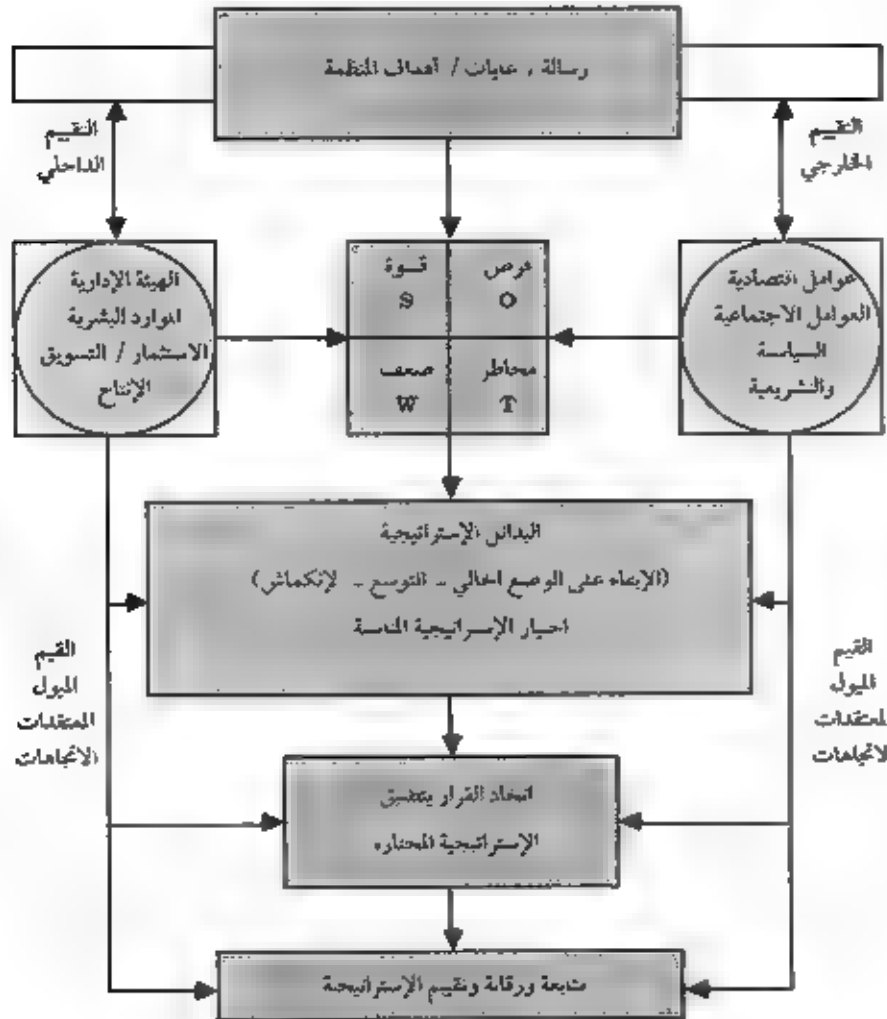 رسالة ، غايات / أهداف المنظمة
التقييم
الخارجي
التقييم
الداخلي
عوامل اقتصادية
العوامل الاجتماعية
السياسة
والتشريعية
فرص
O
قــوة
S
مخاطر
T
ضعف
W
الهيئة الإدارية
الموارد البشرية
الاستثمار / التسويق
الإنتاج
البدائل الإستراتيجية
(الإبقاء على الوضع الحالي - التوسع - الإنكماش)
اختيار الإستراتيجية المناسبة
القيم
الميول
المعتقدات
الاتجاهات
القيم
الميول
المعتقدات
الاتجاهات
اتخاذ القرار بتطبيق
الإستراتيجية المختارة
متابعة ورقابة وتقييم الإستراتيجية